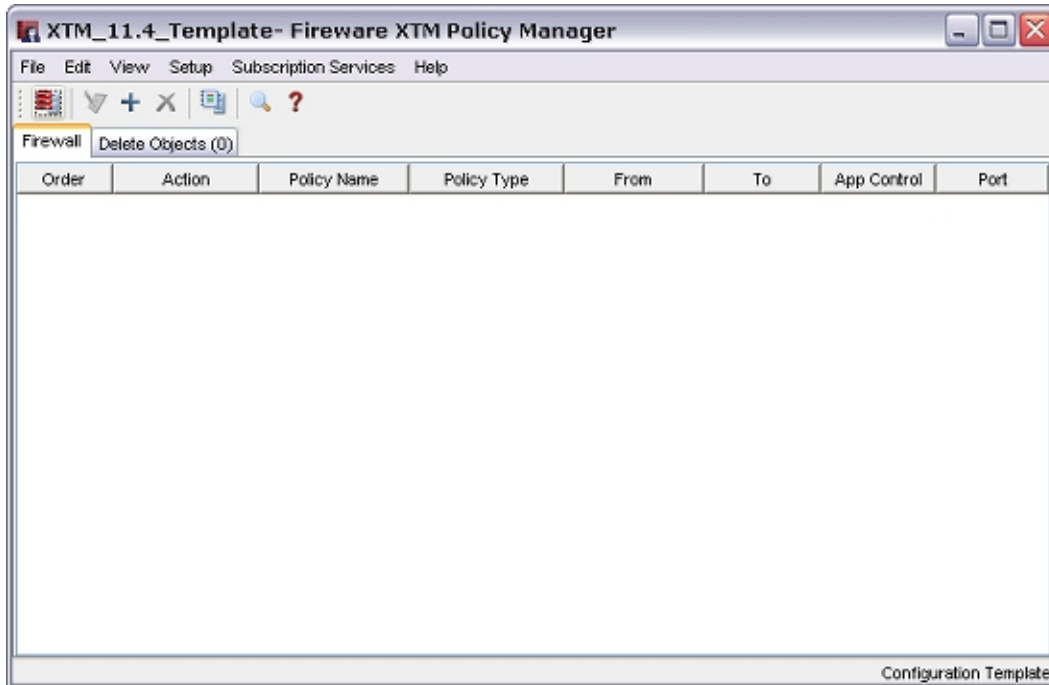 XTM_11.4_Template- Fireware XTM Policy Manager
File Edit View Setup Subscription Services Help
?
Firewall Delete Objects (0)
Order Action Policy Name Policy Type From To App Control Port
Configuration Template